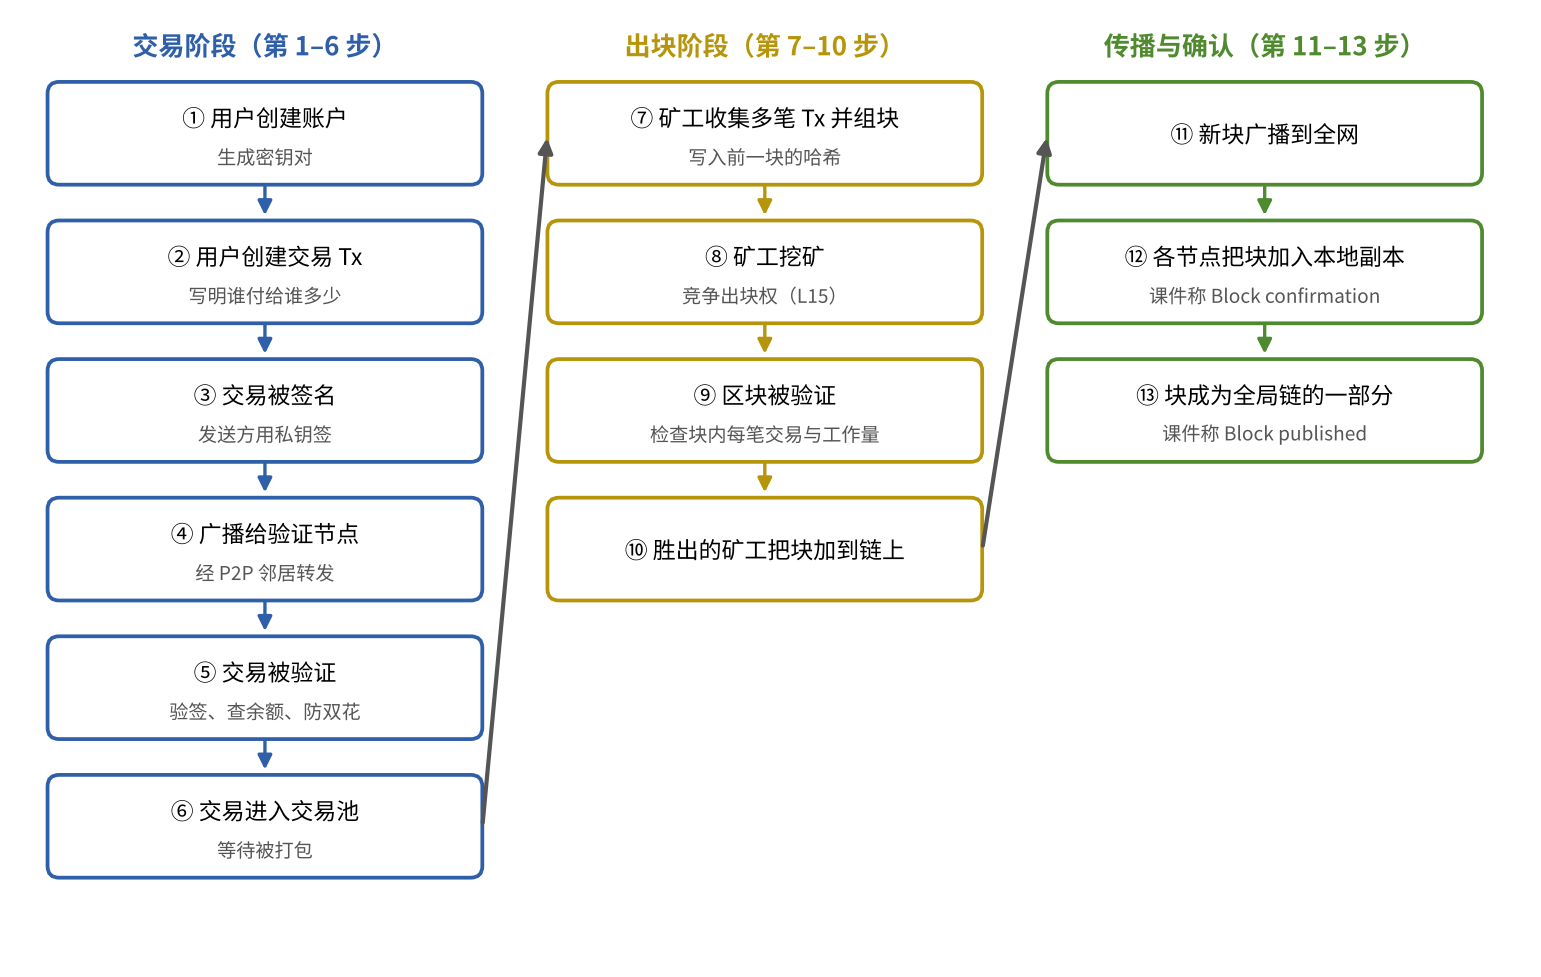 交易阶段（第 1–6 步）
① 用户创建账户
生成密钥对
② 用户创建交易 Tx
写明谁付给谁多少
③ 交易被签名
发送方用私钥签
④ 广播给验证节点
经 P2P 邻居转发
⑤ 交易被验证
验签、查余额、防双花
⑥ 交易进入交易池
等待被打包
出块阶段（第 7–10 步）
⑦ 矿工收集多笔 Tx 并组块
写入前一块的哈希
⑧ 矿工挖矿
竞争出块权（L15）
⑨ 区块被验证
检查块内每笔交易与工作量
⑩ 胜出的矿工把块加到链上
传播与确认（第 11–13 步）
⑪ 新块广播到全网
⑫ 各节点把块加入本地副本
课件称 Block confirmation
⑬ 块成为全局链的一部分
课件称 Block published